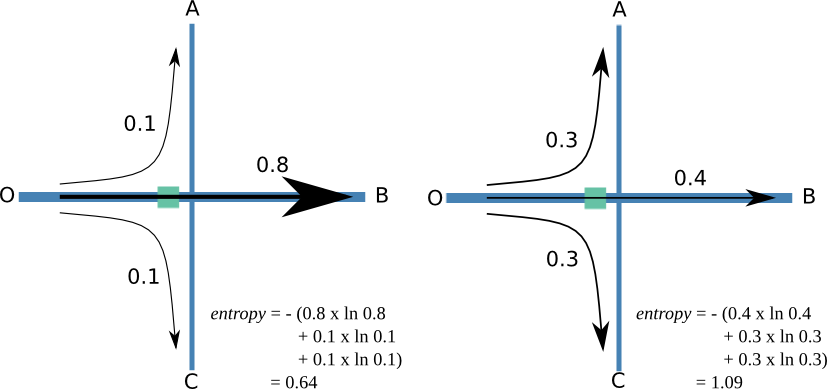 A
0.1
0.8
O
B
0.1
entropy = - (0.8 x ln 0.8
+ 0.1 x ln 0.1
+ 0.1 x ln 0.1)
= 0.64
C
A
0.3
0.4
O
B
0.3
entropy = - (0.4 x ln 0.4
+ 0.3 x ln 0.3
+ 0.3 x ln 0.3)
= 1.09
C